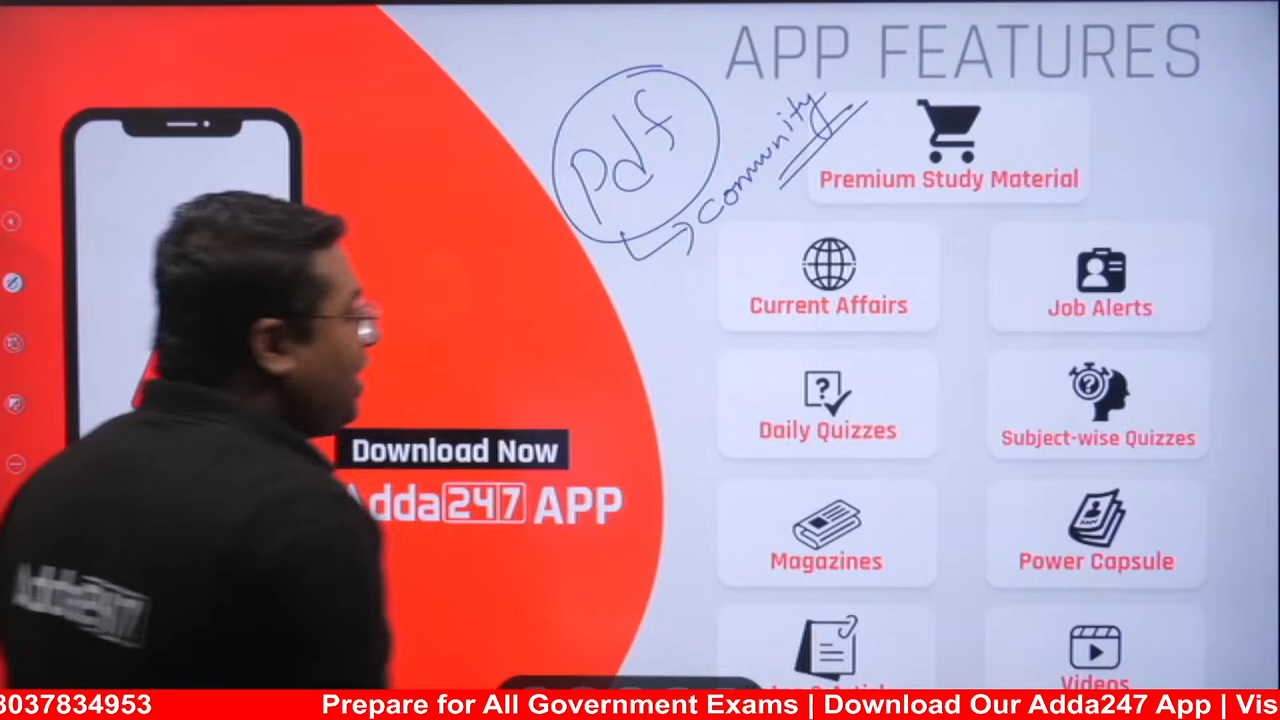 APP FEATURES
Pdf
community
Premium Study Material
Current Affairs
Job Alerts
Download Now
Adda247 APP
Daily Quizzes
Subject-wise Quizzes
Magazines
Power Capsule
Videos
Adda247
8037834953 Prepare for All Government Exams | Download Our Adda247 App | Vis